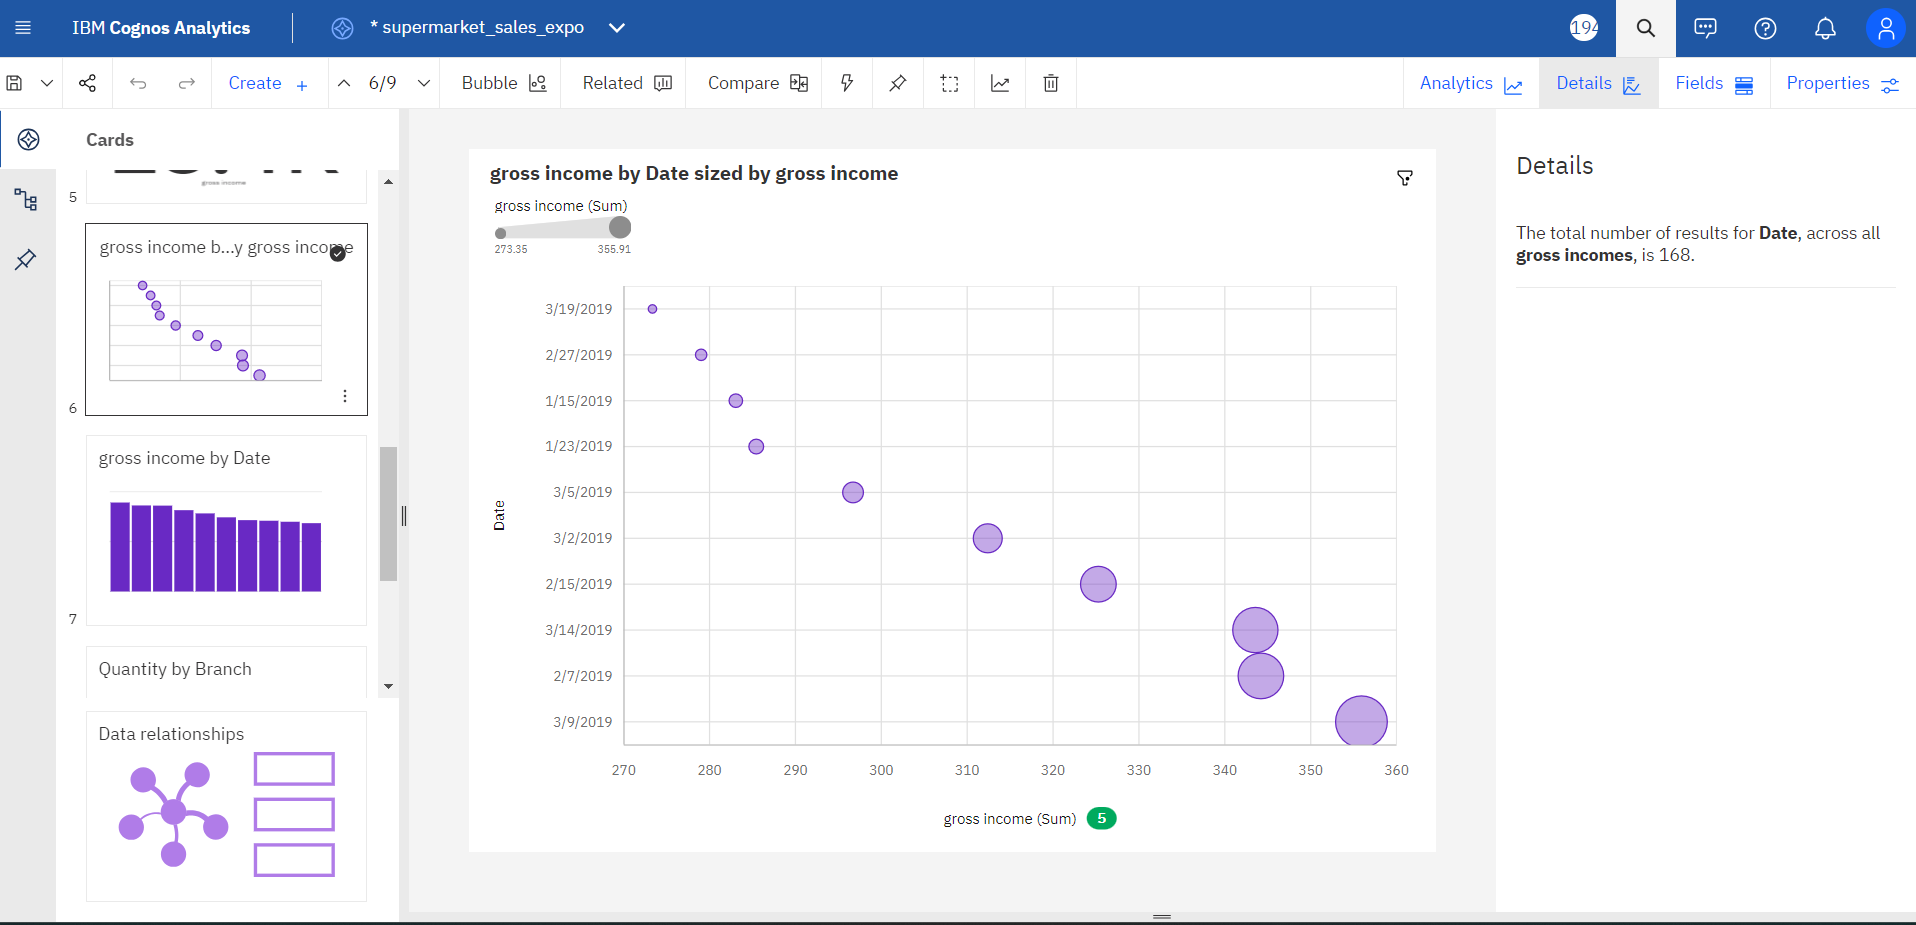 IBM Cognos Analytics
* supermarket_sales_expo
194
Create +
6/9
Bubble
Related
Compare
Analytics
Details
Fields
Properties
Cards
gross income
5
gross income b...y gross income
6
gross income by Date
7
Quantity by Branch
Data relationships
gross income by Date sized by gross income
gross income (Sum)
273.35 355.91
Date
3/19/2019
2/27/2019
1/15/2019
1/23/2019
3/5/2019
3/2/2019
2/15/2019
3/14/2019
2/7/2019
3/9/2019
270 280 290 300 310 320 330 340 350 360
gross income (Sum) 5
Details
The total number of results for Date, across all
gross incomes, is 168.